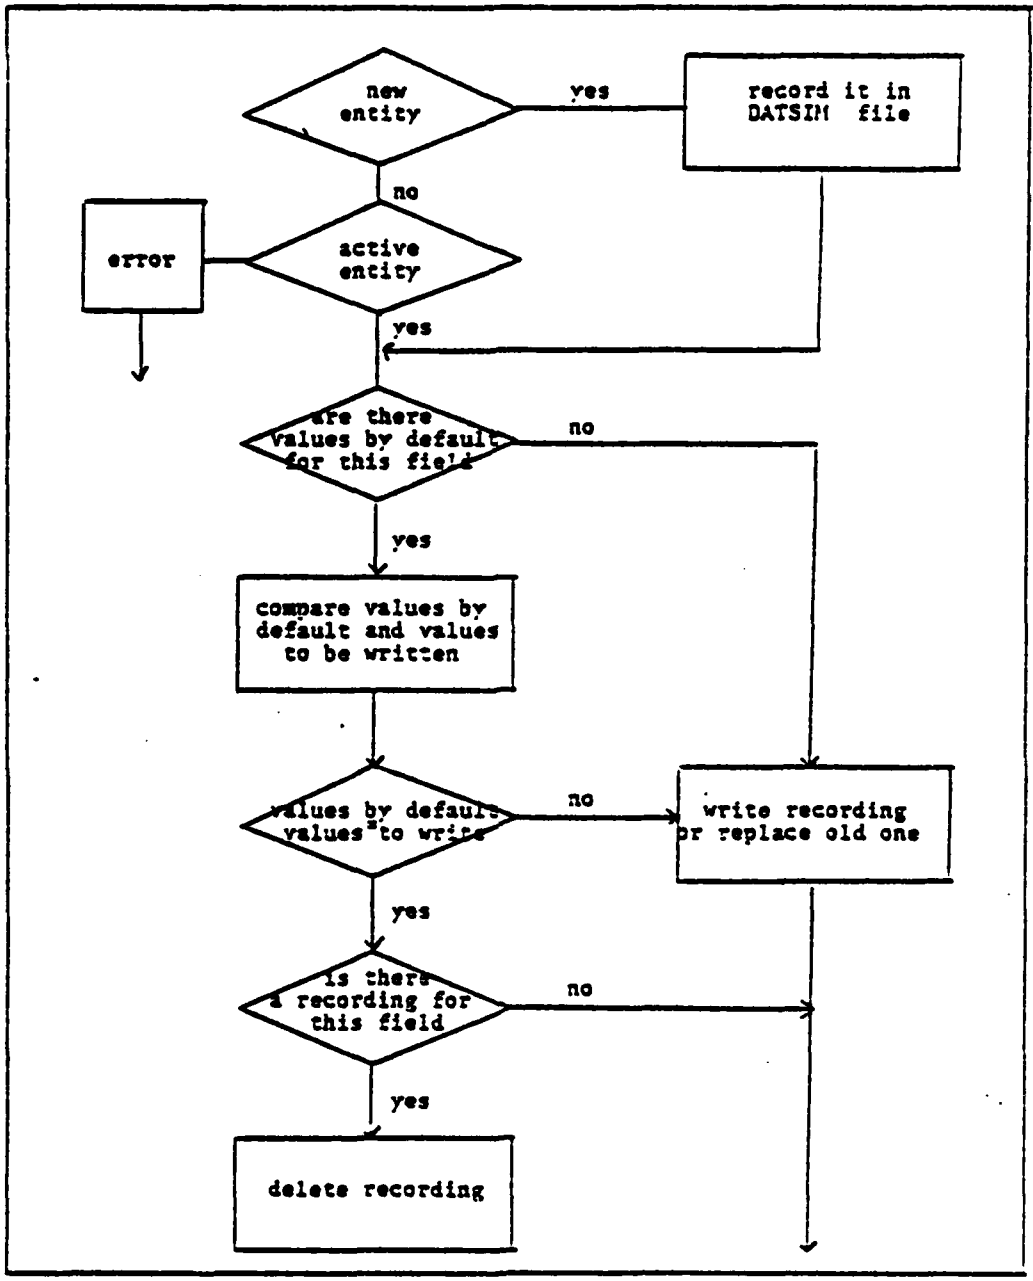 new
entity
yes
record it in
DATSIM file
no
error
active
entity
yes
are there
values by default
for this field
no
yes
compare values by
default and values
to be written
values by default
=
values to write
no
write recording
or replace old one
yes
is there
a recording for
this field
no
yes
delete recording